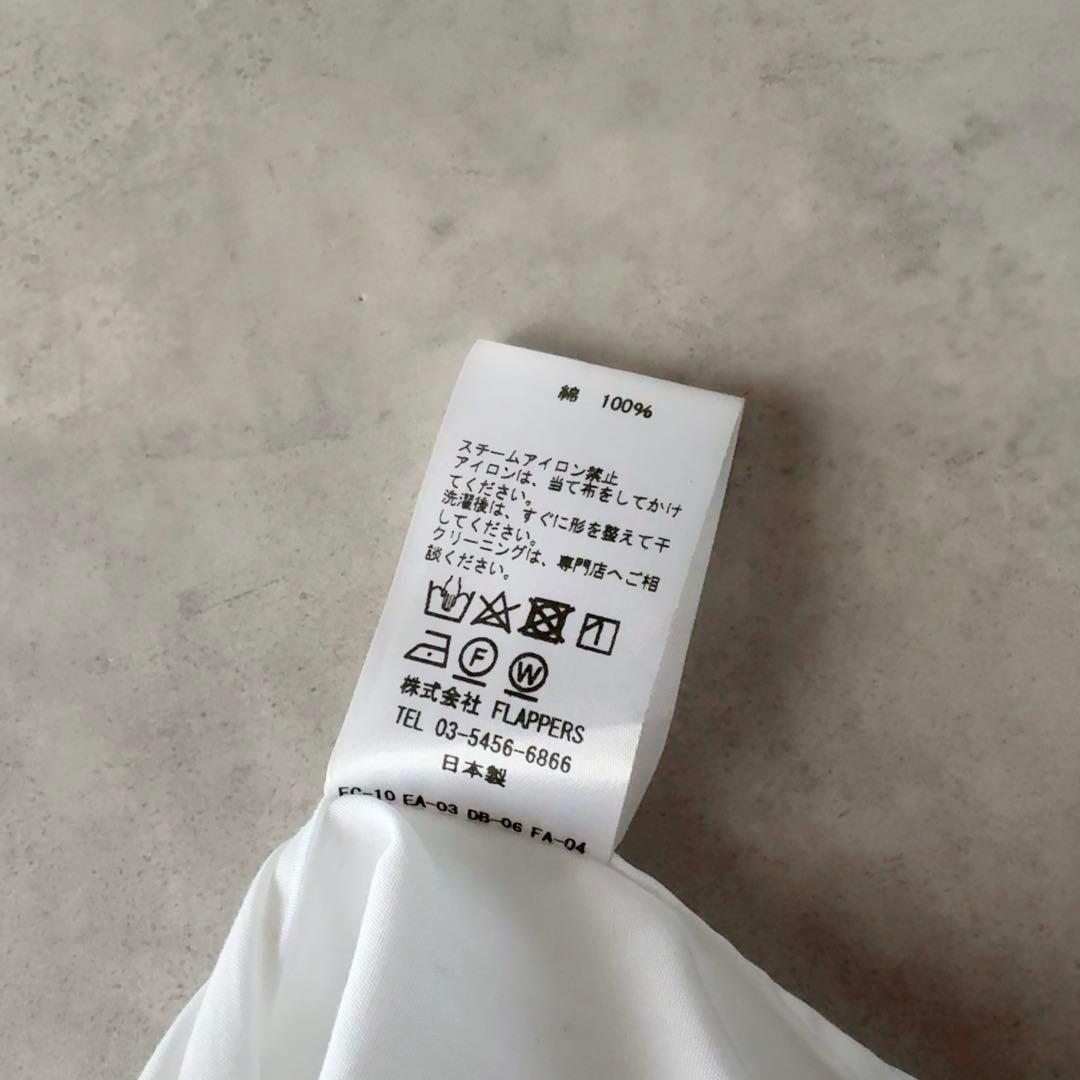 綿 100%
スチームアイロン禁止
アイロンは、当て布をしてかけ
てください。
洗濯後は、すぐに形を整えて干
してください。
クリーニングは、専門店へご相
談ください。
F W
株式会社 FLAPPERS
TEL 03-5456-6866
日本製
EA-03 DB-06 FA-04